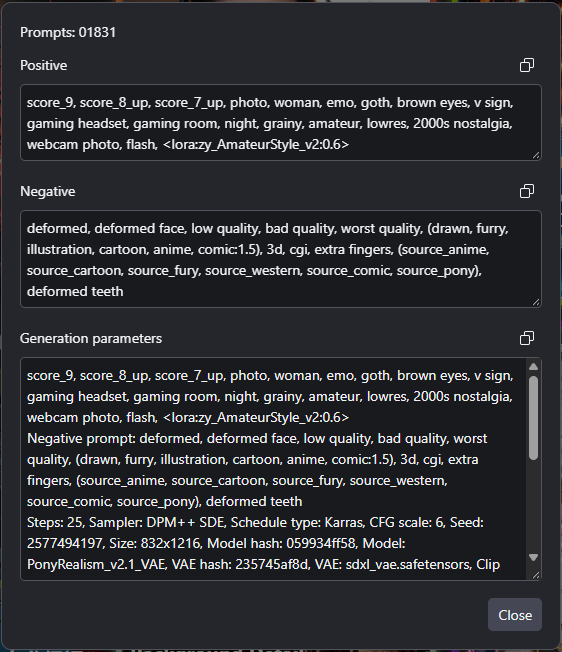 Prompts: 01831
Positive
score_9, score_8_up, score_7_up, photo, woman, emo, goth, brown eyes, v sign,
gaming headset, gaming room, night, grainy, amateur, lowres, 2000s nostalgia,
webcam photo, flash, <lora:zy_AmateurStyle_v2:0.6>
Negative
deformed, deformed face, low quality, bad quality, worst quality, (drawn, furry,
illustration, cartoon, anime, comic:1.5), 3d, cgi, extra fingers, (source_anime,
source_cartoon, source_fury, source_western, source_comic, source_pony),
deformed teeth
Generation parameters
score_9, score_8_up, score_7_up, photo, woman, emo, goth, brown eyes, v sign,
gaming headset, gaming room, night, grainy, amateur, lowres, 2000s nostalgia,
webcam photo, flash, <lora:zy_AmateurStyle_v2:0.6>
Negative prompt: deformed, deformed face, low quality, bad quality, worst
quality, (drawn, furry, illustration, cartoon, anime, comic:1.5), 3d, cgi, extra
fingers, (source_anime, source_cartoon, source_fury, source_western,
source_comic, source_pony), deformed teeth
Steps: 25, Sampler: DPM++ SDE, Schedule type: Karras, CFG scale: 6, Seed:
2577494197, Size: 832x1216, Model hash: 059934ff58, Model:
PonyRealism_v2.1_VAE, VAE hash: 235745af8d, VAE: sdxl_vae.safetensors, Clip
Close